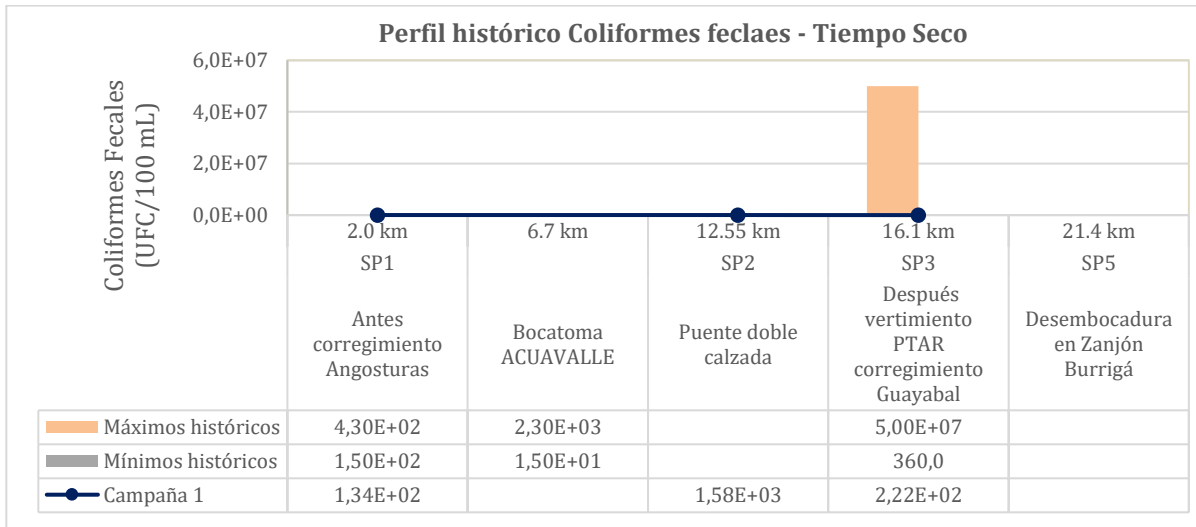 Perfil histórico Coliformes feclaes - Tiempo Seco
Coliformes Fecales
(UFC/100 mL)
6,0E+07
4,0E+07
2,0E+07
0,0E+00
2.0 km 6.7 km 12.55 km 16.1 km 21.4 km
SP1 SP2 SP3 SP5
Antes
corregimiento
Angosturas
Bocatoma
ACUAVALLE
Puente doble
calzada
Después
vertimiento
PTAR
corregimiento
Guayabal
Desembocadura
en Zanjón
Burrigá
Máximos históricos 4,30E+02 2,30E+03 5,00E+07
Mínimos históricos 1,50E+02 1,50E+01 360,0
Campaña 1 1,34E+02 1,58E+03 2,22E+02